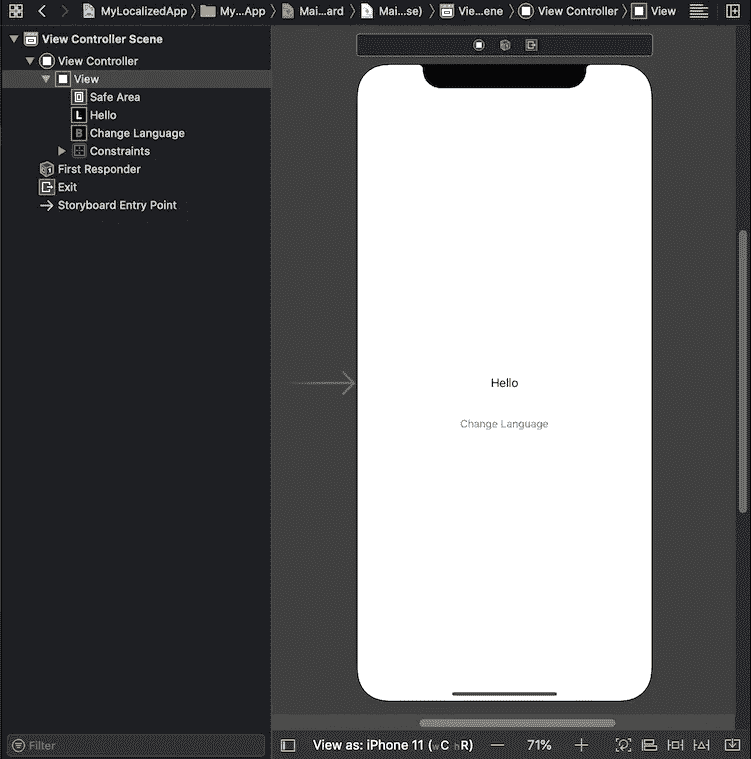 MyLocalizedApp My...App Mai...ard Mai...se) Vie...ene View Controller View
View Controller Scene
View Controller
View
Safe Area
L Hello
B Change Language
Constraints
First Responder
Exit
Storyboard Entry Point
Hello
Change Language
Filter
View as: iPhone 11 (wC hR) — 71% +